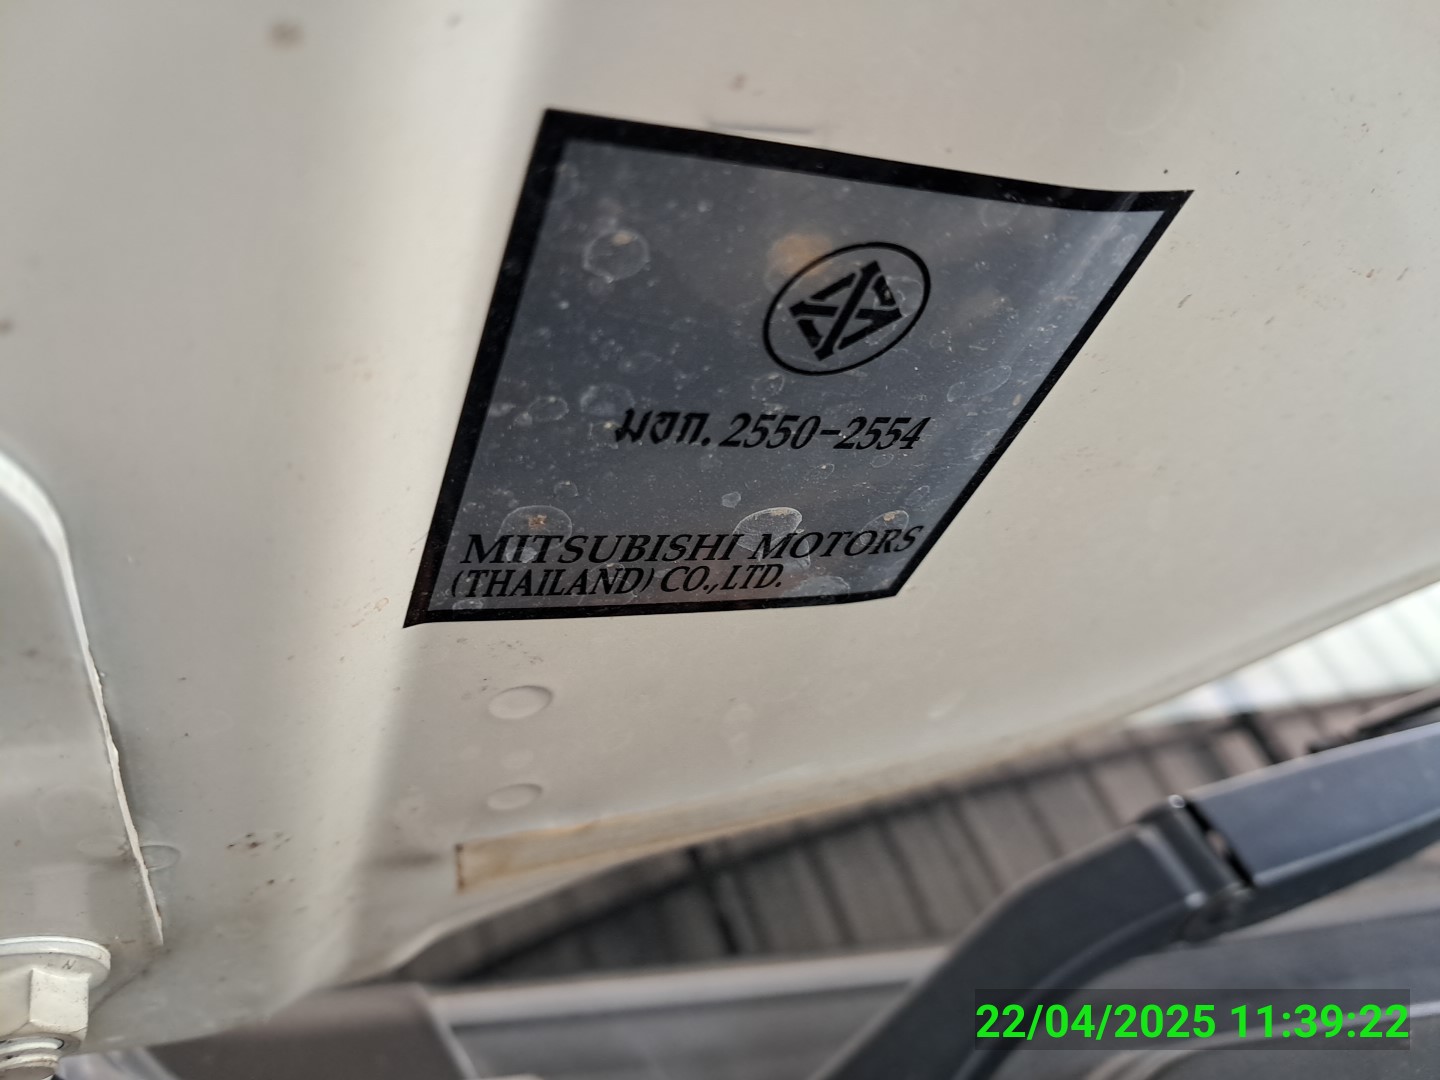 มอก. 2550-2554
MITSUBISHI MOTORS
(THAILAND) CO., LTD.
22/04/2025 11:39:22